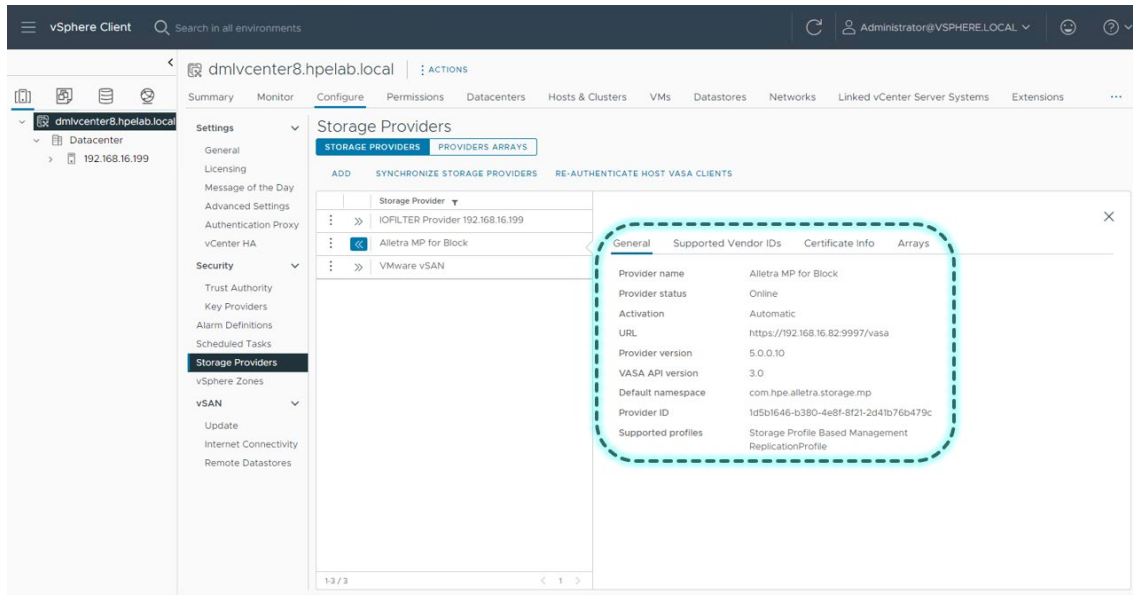 vSphere Client
Search in all environments
Administrator@VSPHERE.LOCAL
dmlvcenter8.hpelab.local
Datacenter
192.168.16.199
dmlvcenter8.hpelab.local
ACTIONS
Summary Monitor Configure Permissions Datacenters Hosts & Clusters VMs Datastores Networks Linked vCenter Server Systems Extensions ...
Settings
General
Licensing
Message of the Day
Advanced Settings
Authentication Proxy
vCenter HA
Security
Trust Authority
Key Providers
Alarm Definitions
Scheduled Tasks
Storage Providers
vSphere Zones
vSAN
Update
Internet Connectivity
Remote Datastores
Storage Providers
STORAGE PROVIDERS PROVIDERS ARRAYS
ADD SYNCHRONIZE STORAGE PROVIDERS RE-AUTHENTICATE HOST VASA CLIENTS
Storage Provider
IOFILTER Provider 192.168.16.199
Alletra MP for Block
VMware vSAN
1-3 / 3
1
General Supported Vendor IDs Certificate Info Arrays
Provider name Alletra MP for Block
Provider status Online
Activation Automatic
URL https://192.168.16.82:9997/vasa
Provider version 5.0.0.10
VASA API version 3.0
Default namespace com.hpe.alletra.storage.mp
Provider ID 1d5b1646-b380-4e8f-8f21-2d41b76b479c
Supported profiles Storage Profile Based Management
ReplicationProfile